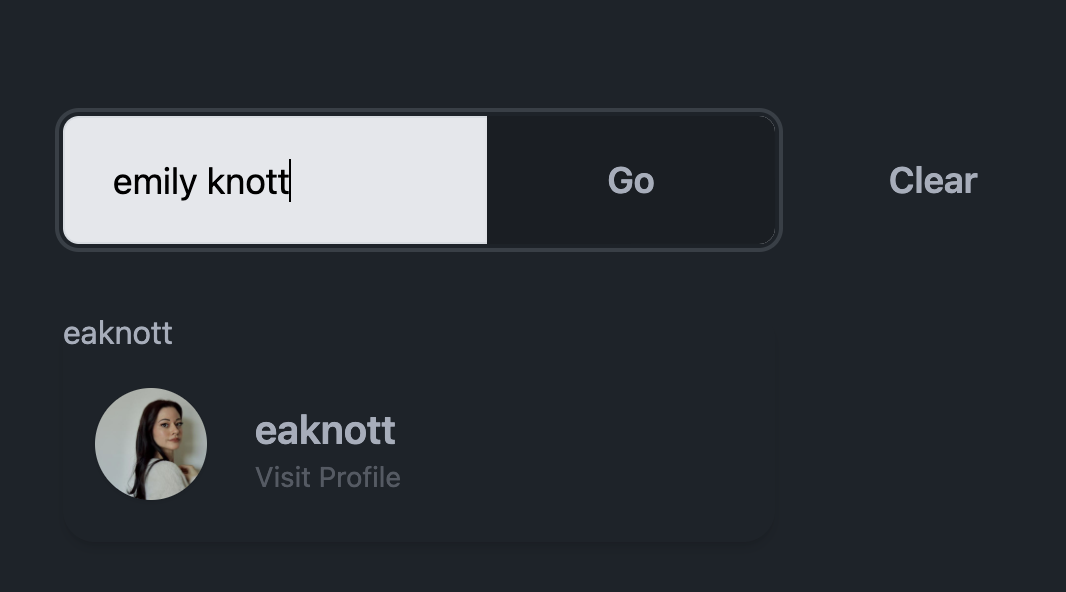 emily knott
Go
Clear
eaknott
eaknott
Visit Profile